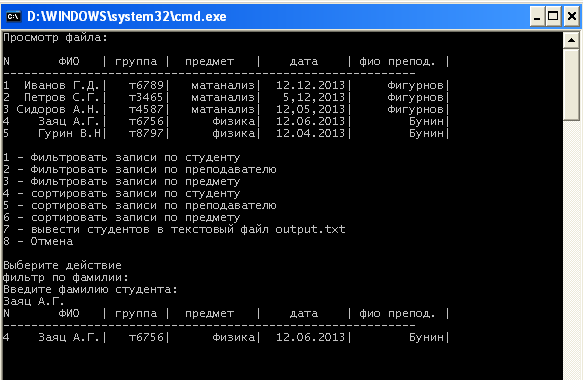 D:\WINDOWS\system32\cmd.exe
Просмотр файла:
N ФИО | группа | предмет | дата | фио препод. |
------------------------------------------------------------
1 Иванов Г.Д.| т6789| матанализ| 12.12.2013| Фигурнов|
2 Петров С.Г.| т3465| матанализ| 5,12,2013| Фигурнов|
3 Сидоров А.Н.| т4587| матанализ| 12,05,2013| Фигурнов|
4 Заяц А.Г.| т6756| физика| 12.06.2013| Бунин|
5 Гурин В.Н| т8797| физика| 12.04.2013| Бунин|
1 - Фильтровать записи по студенту
2 - Фильтровать записи по преподавателю
3 - Фильтровать записи по предмету
4 - сортировать записи по студенту
5 - сортировать записи по преподавателю
6 - сортировать записи по предмету
7 - вывести студентов в текстовый файл output.txt
8 - Отмена
Выберите действие
фильтр по фамилии:
Введите фамилию студента:
Заяц А.Г.
N ФИО | группа | предмет | дата | фио препод. |
------------------------------------------------------------
4 Заяц А.Г.| т6756| физика| 12.06.2013| Бунин|